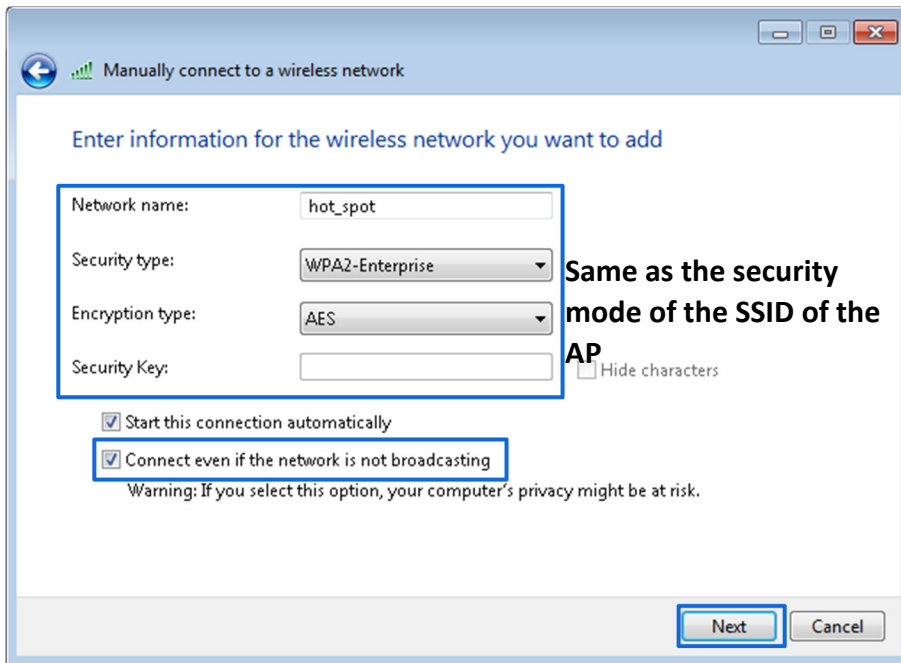 Manually connect to a wireless network
Enter information for the wireless network you want to add
Network name:
hot_spot
Security type:
WPA2-Enterprise
Same as the security
mode of the SSID of the
AP
Encryption type:
AES
Security Key:
Hide characters
Start this connection automatically
Connect even if the network is not broadcasting
Warning: If you select this option, your computer's privacy might be at risk.
Next
Cancel